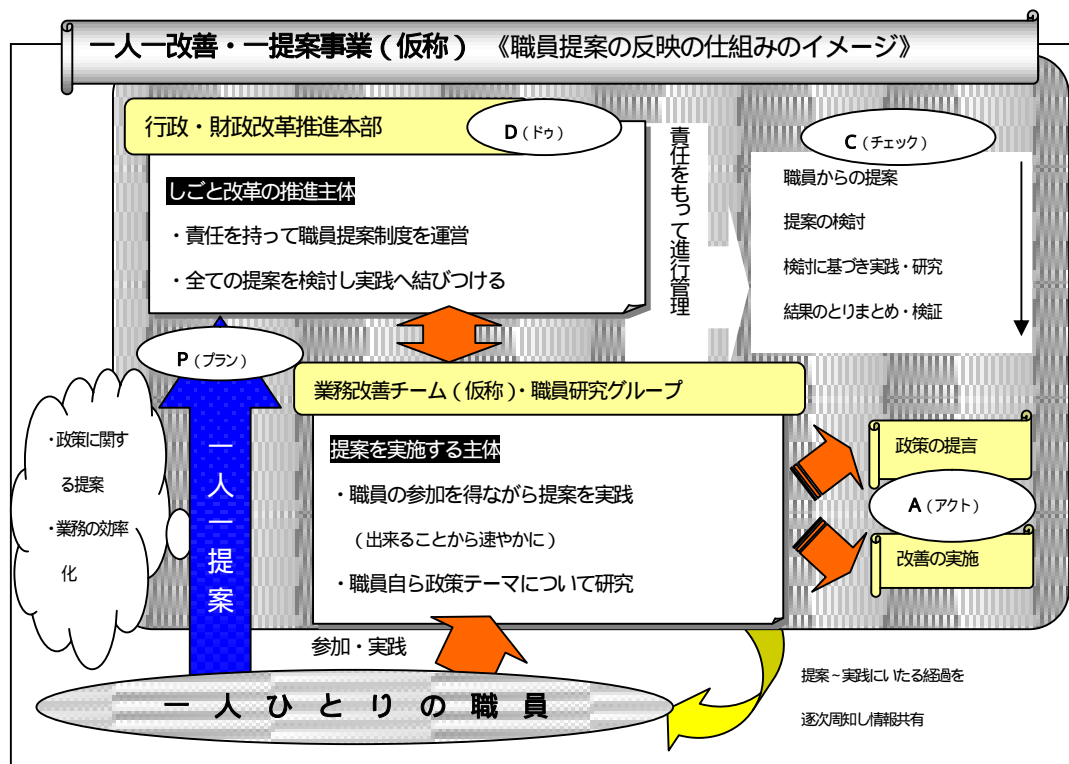 一人一改善・一提案事業（仮称） 《職員提案の反映の仕組みのイメージ》
行政・財政改革推進本部
D（ドゥ）
しごと改革の推進主体
・責任を持って職員提案制度を運営
・全ての提案を検討し実践へ結びつける
責任をもって進行管理
C（チェック）
職員からの提案
提案の検討
検討に基づき実践・研究
結果のとりまとめ・検証
P（プラン）
業務改善チーム（仮称）・職員研究グループ
提案を実施する主体
・職員の参加を得ながら提案を実践
（出来ることから速やかに）
・職員自ら政策テーマについて研究
・政策に関す
る提案
・業務の効率
化
一人一提案
政策の提言
A（アクト）
改善の実施
参加・実践
一人ひとりの職員
提案～実践にいたる経過を
逐次周知し情報共有